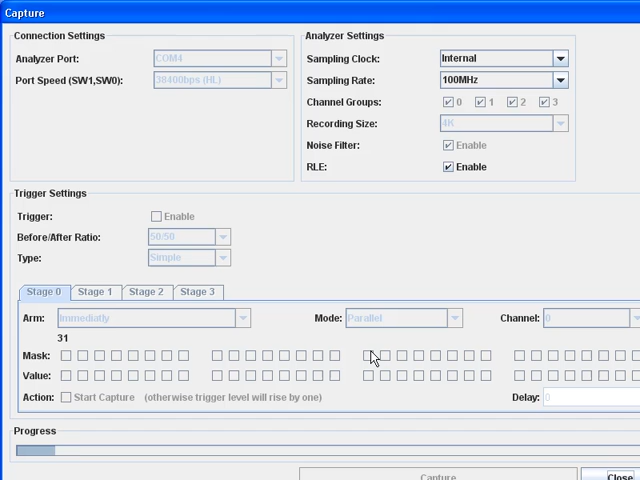 Capture
Connection Settings
Analyzer Port: COM4
Port Speed (SW1,SW0): 38400bps (HL)
Analyzer Settings
Sampling Clock: Internal
Sampling Rate: 100MHz
Channel Groups: 0 1 2 3
Recording Size: 4K
Noise Filter: Enable
RLE: Enable
Trigger Settings
Trigger: Enable
Before/After Ratio: 50/50
Type: Simple
Stage 0 Stage 1 Stage 2 Stage 3
Arm: Immediatly Mode: Parallel Channel: 0
31
Mask:
Value:
Action: Start Capture (otherwise trigger level will rise by one) Delay: 0
Progress
Capture Close